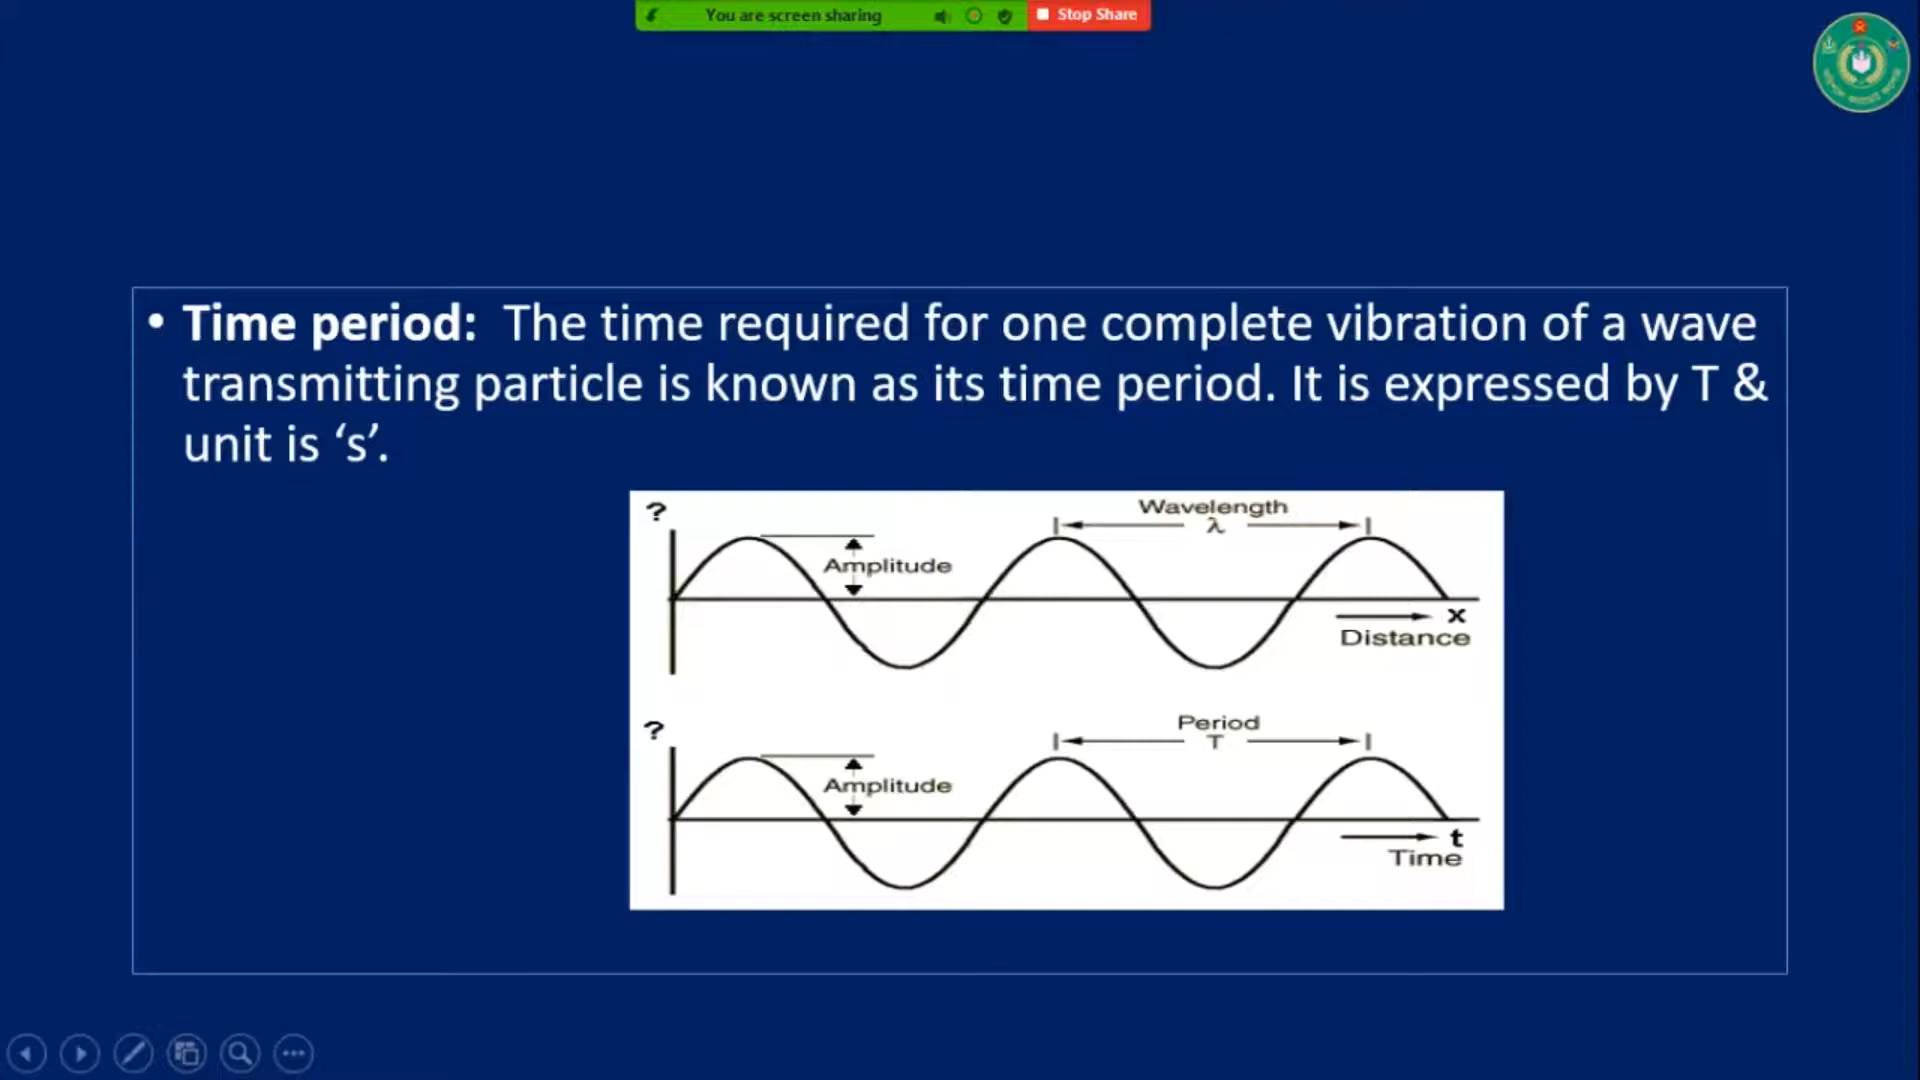 You are screen sharing
Stop Share
• Time period: The time required for one complete vibration of a wave
transmitting particle is known as its time period. It is expressed by T &
unit is ‘s’.
?
Wavelength
λ
Amplitude
x
Distance
?
Period
T
Amplitude
t
Time